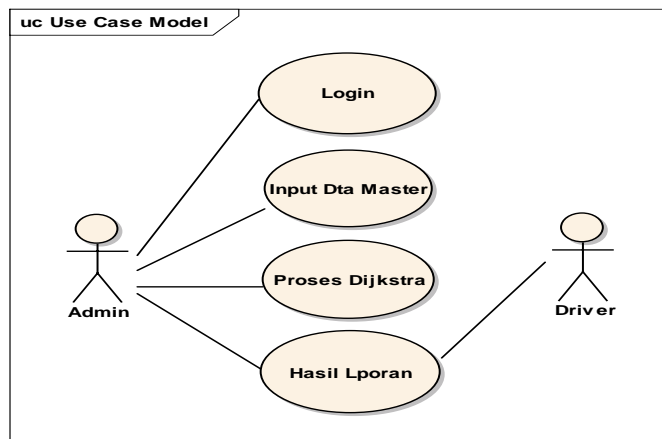 uc Use Case Model
Login
Input Dta Master
Proses Dijkstra
Hasil Lporan
Admin
Driver